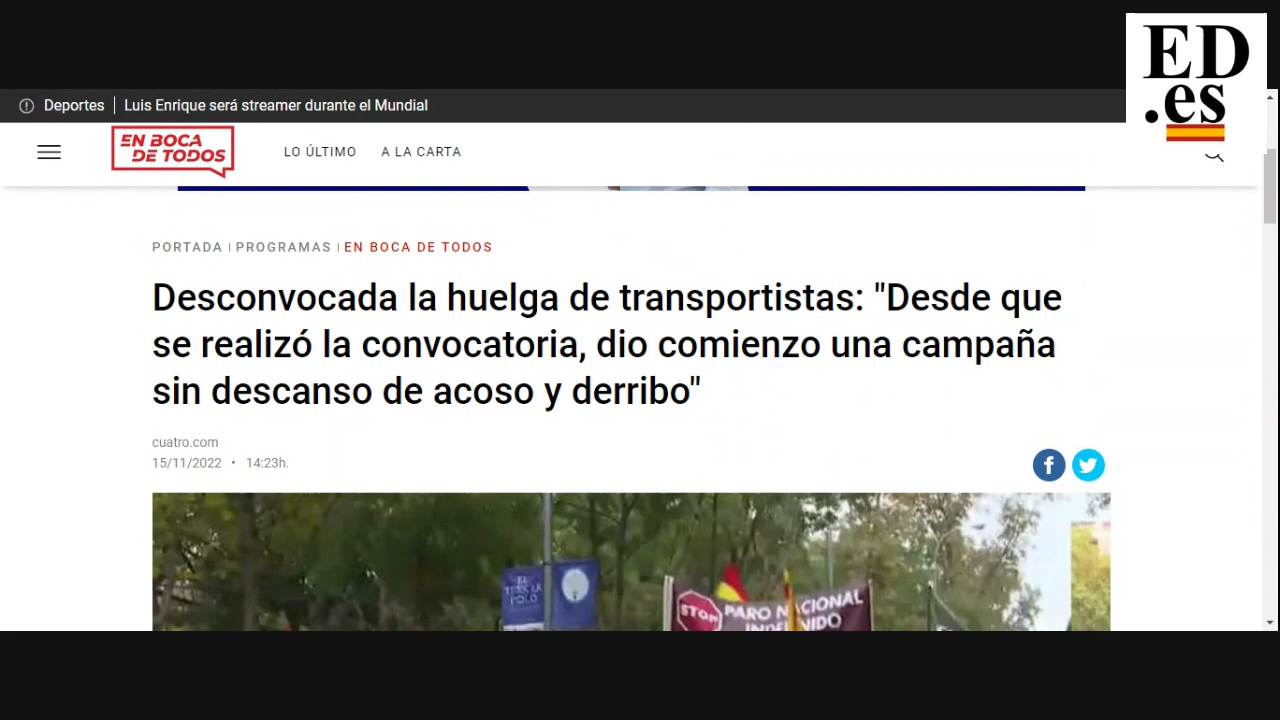 ED
.es
Deportes
Luis Enrique será streamer durante el Mundial
EN BOCA
DE TODOS
LO ÚLTIMO
A LA CARTA
PORTADA | PROGRAMAS | EN BOCA DE TODOS
Desconvocada la huelga de transportistas: "Desde que
se realizó la convocatoria, dio comienzo una campaña
sin descanso de acoso y derribo"
cuatro.com
15/11/2022 • 14:23h.
STOP
PARO NACIONAL